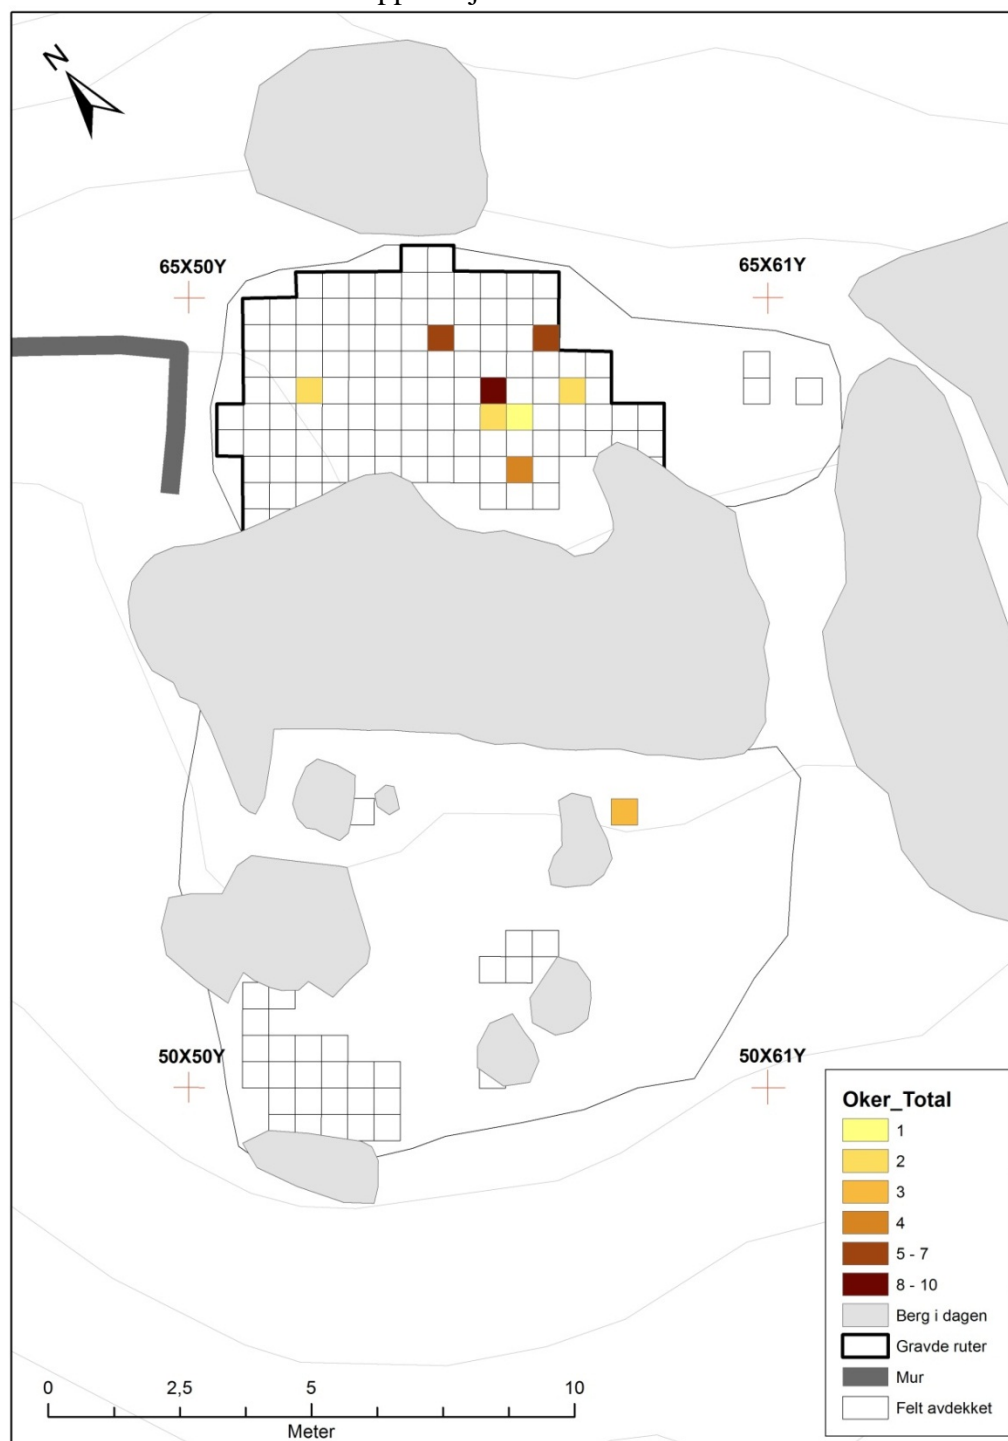 N
65X50Y
65X61Y
50X50Y
50X61Y
Oker_Total
1
2
3
4
5 - 7
8 - 10
Berg i dagen
Gravde ruter
Mur
Felt avdekket
0 2,5 5 10
Meter